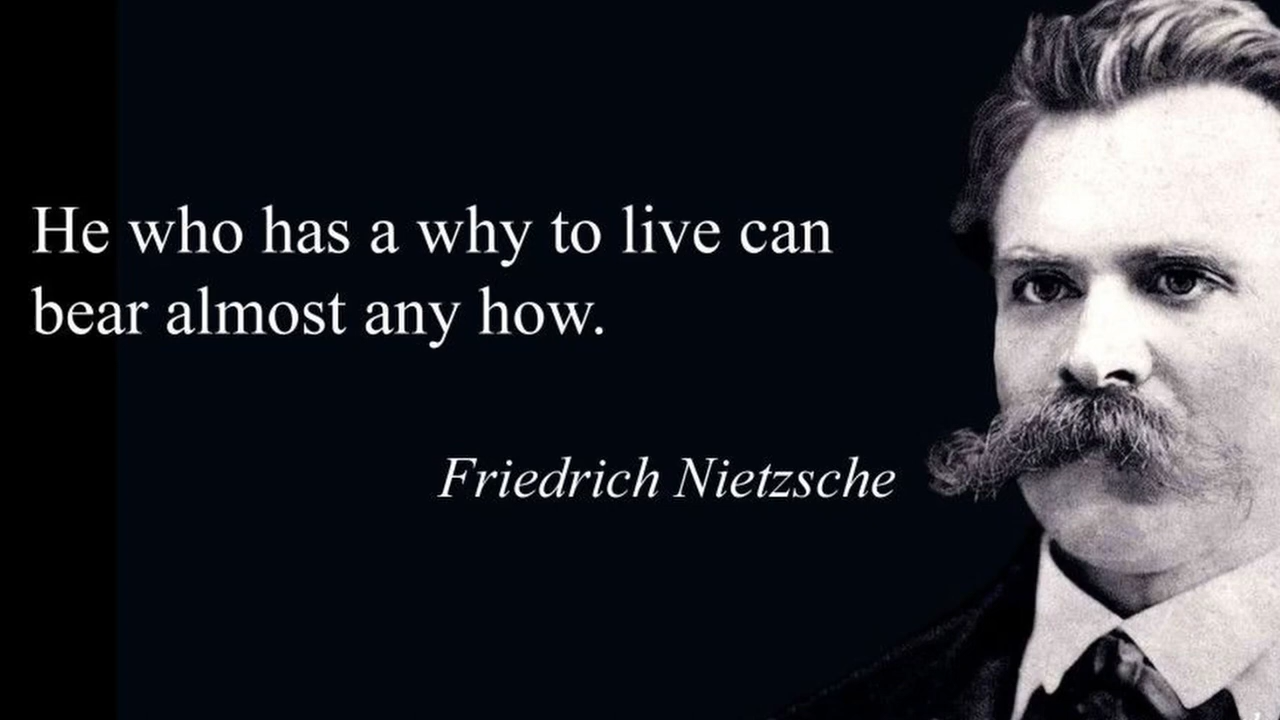 He who has a why to live can
bear almost any how.
Friedrich Nietzsche